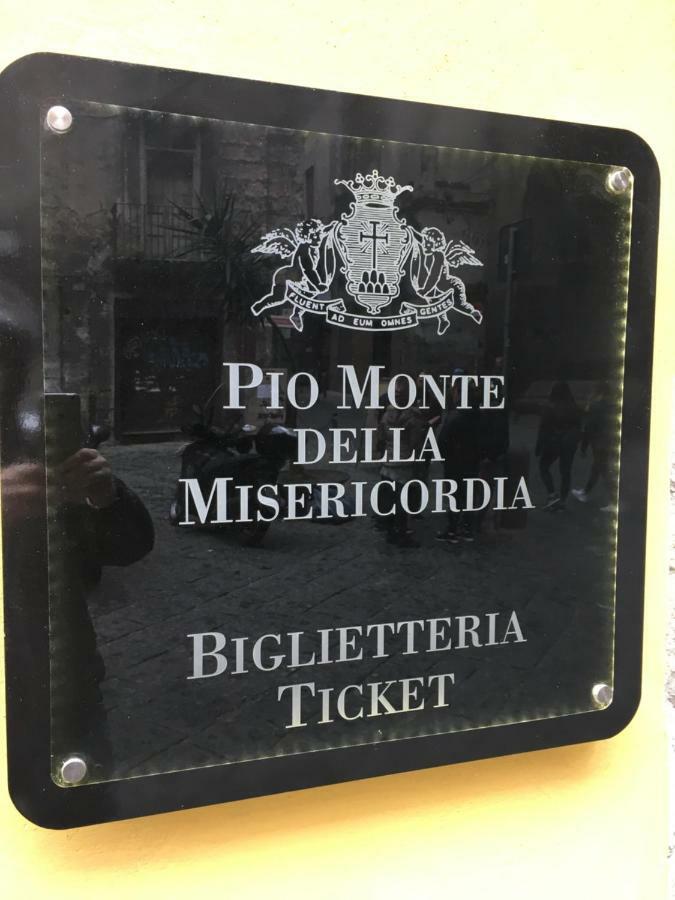 FLUENT AD EUM OMNES GENTES
PIO MONTE
DELLA
MISERICORDIA
BIGLIETTERIA
TICKET